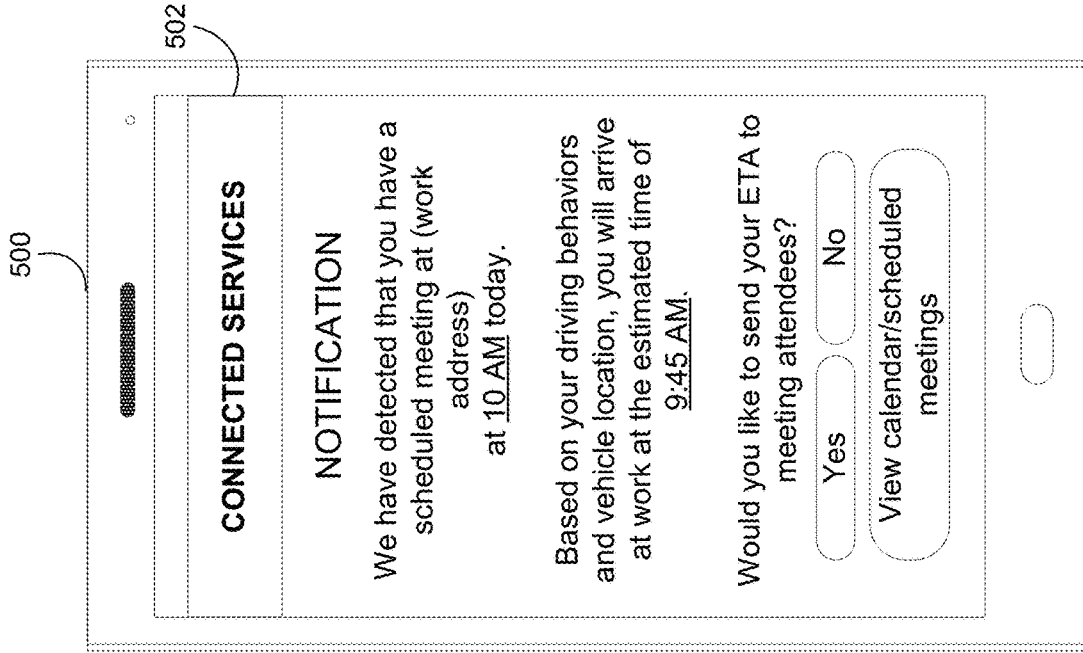 500
502
CONNECTED SERVICES
NOTIFICATION
We have detected that you have a
scheduled meeting at (work
address)
at 10 AM today.
Based on your driving behaviors
and vehicle location, you will arrive
at work at the estimated time of
9:45 AM.
Would you like to send your ETA to
meeting attendees?
Yes
No
View calendar/scheduled
meetings